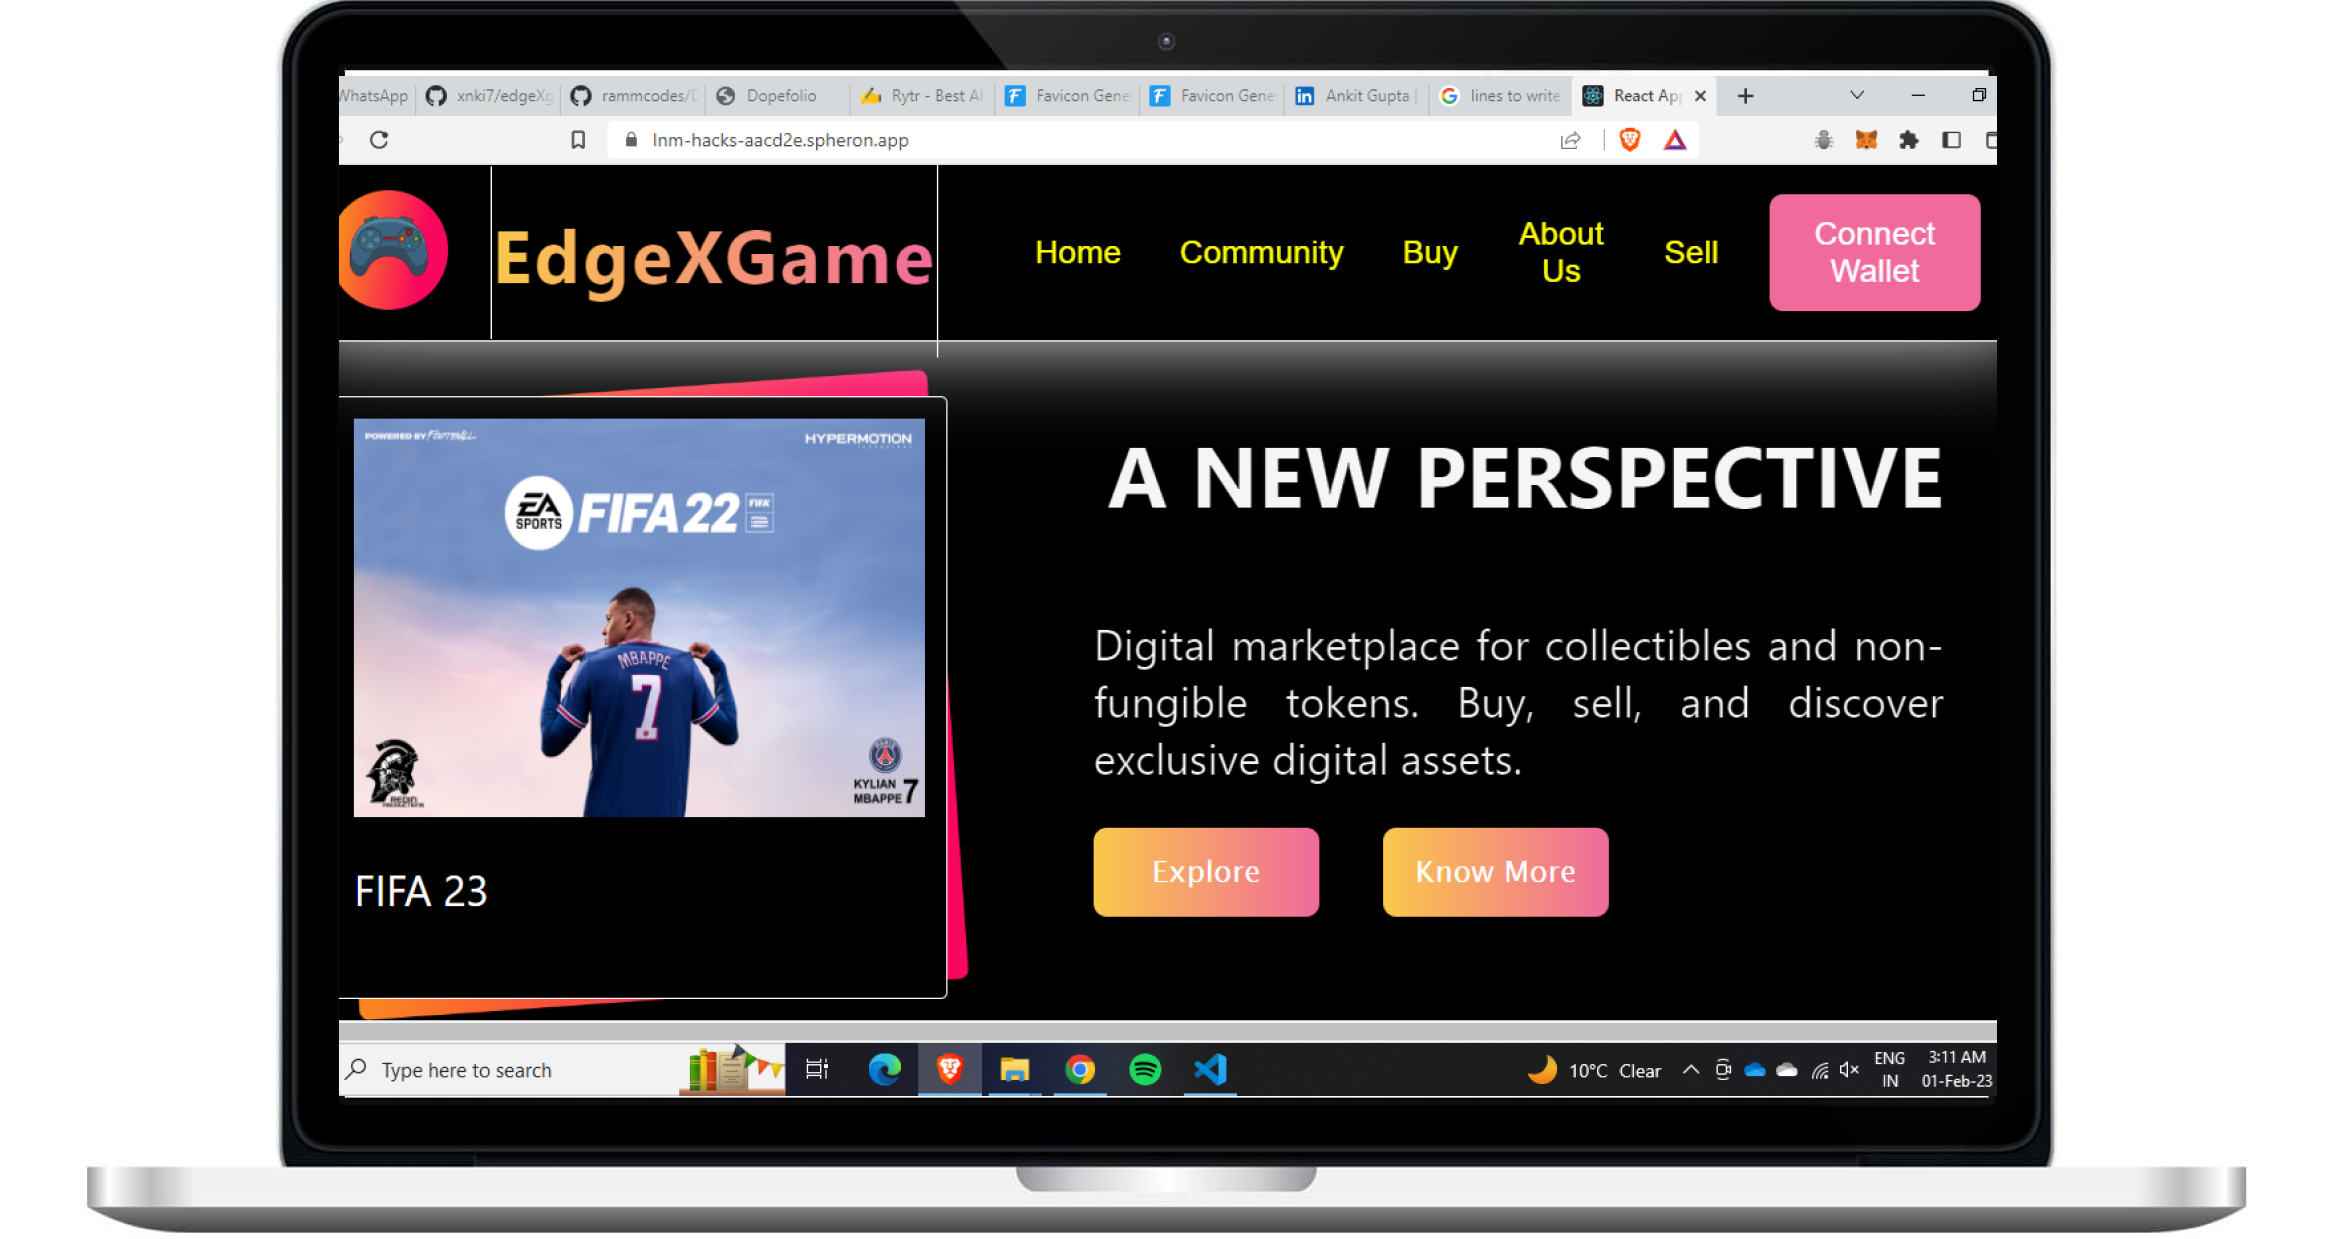 WhatsApp
xnki7/edgeXg
rammcodes/D
Dopefolio
Rytr - Best AI
Favicon Gene
Favicon Gene
Ankit Gupta |
lines to write
React App
lnm-hacks-aacd2e.spheron.app
EdgeXGame
Home
Community
Buy
About
Us
Sell
Connect
Wallet
POWERED BY FOOTBALL
HYPERMOTION
EA
SPORTS
FIFA 22
FIFA
MBAPPÉ
7
PARIS
KYLIAN
MBAPPE 7
PRODUCTIONS
FIFA 23
A NEW PERSPECTIVE
Digital marketplace for collectibles and non-
fungible tokens. Buy, sell, and discover
exclusive digital assets.
Explore
Know More
Type here to search
10°C Clear
ENG
IN
3:11 AM
01-Feb-23